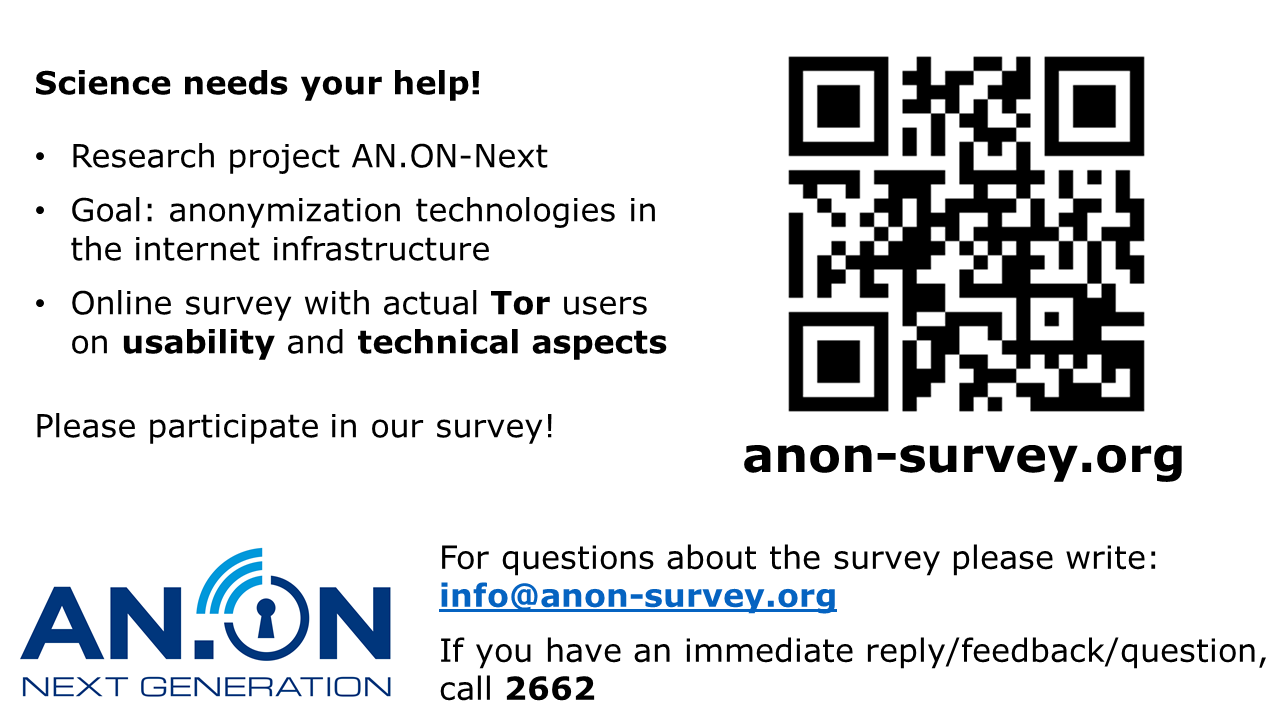 Science needs your help!
• Research project AN.ON-Next
• Goal: anonymization technologies in
the internet infrastructure
• Online survey with actual Tor users
on usability and technical aspects
Please participate in our survey!
anon-survey.org
For questions about the survey please write:
info@anon-survey.org
If you have an immediate reply/feedback/question,
call 2662
AN.ON
NEXT GENERATION